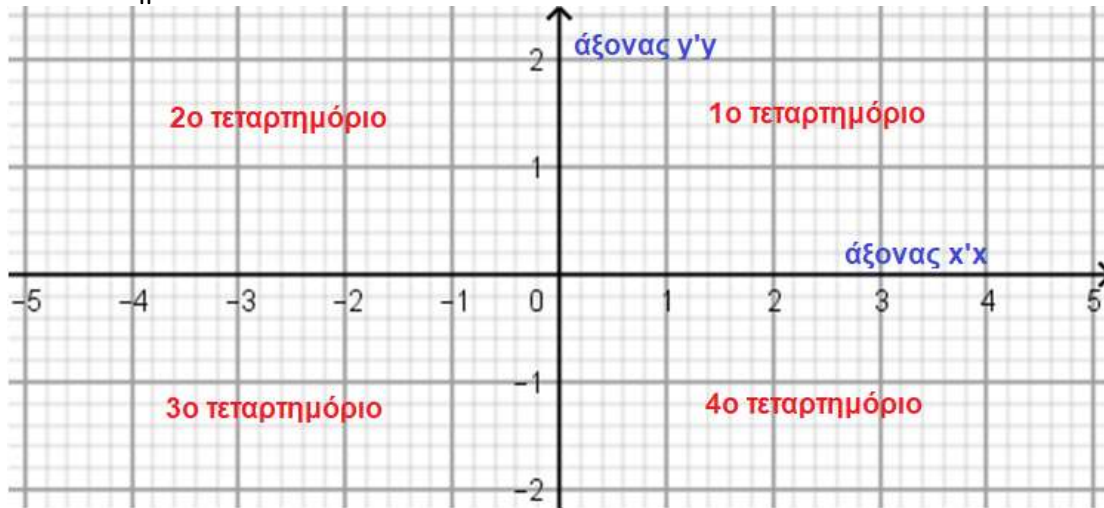 2
άξονας y'y
2ο τεταρτημόριο
1ο τεταρτημόριο
1
άξονας x'x
−5 −4 −3 −2 −1 0 1 2 3 4 5
−1
3ο τεταρτημόριο
4ο τεταρτημόριο
−2